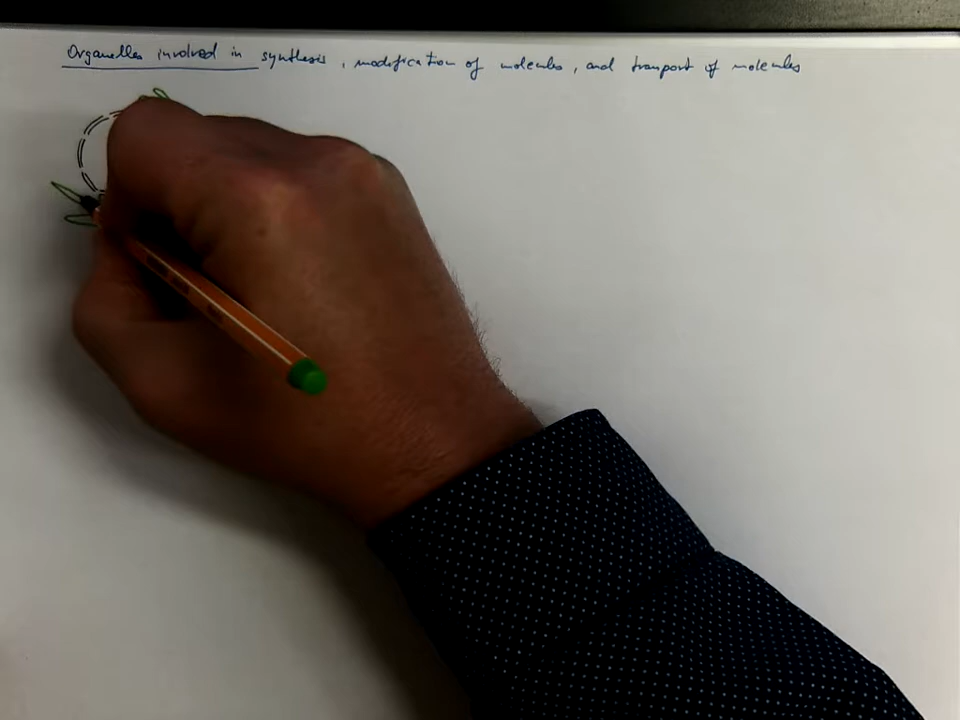 Organelles involved in synthesis, modification of molecules, and transport of molecules